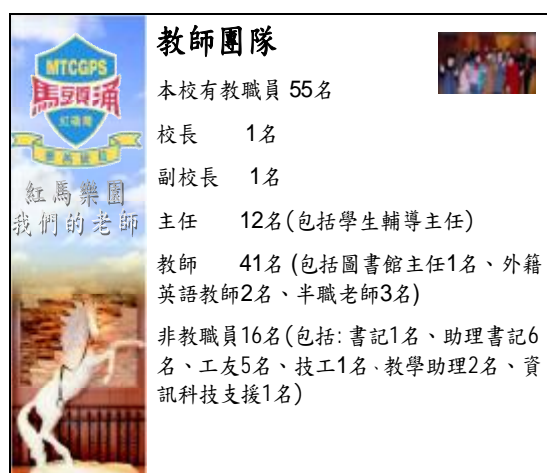 MTCGPS
馬頭涌
紅磡灣
紅馬樂園
我們的老師
教師團隊
本校有教職員 55名
校長 1名
副校長 1名
主任 12名(包括學生輔導主任)
教師 41名 (包括圖書館主任1名、外籍
英語教師2名、半職老師3名)
非教職員16名(包括: 書記1名、助理書記6
名、工友5名、技工1名、教學助理2名、資
訊科技支援1名)